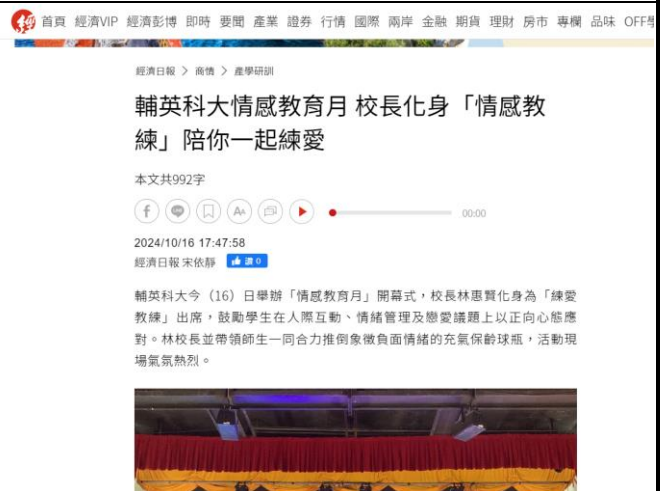 經 首頁 經濟VIP 經濟彭博 即時 要聞 產業 證券 行情 國際 兩岸 金融 期貨 理財 房市 專欄 品味 OFF學
經濟日報 > 商情 > 產學研訓
輔英科大情感教育月 校長化身「情感教
練」陪你一起練愛
本文共992字
00:00
2024/10/16 17:47:58
經濟日報 宋依靜 讚 0
輔英科大今（16）日舉辦「情感教育月」開幕式，校長林惠賢化身為「練愛
教練」出席，鼓勵學生在人際互動、情緒管理及戀愛議題上以正向心態應
對。林校長並帶領師生一同合力推倒象徵負面情緒的充氣保齡球瓶，活動現
場氣氛熱烈。